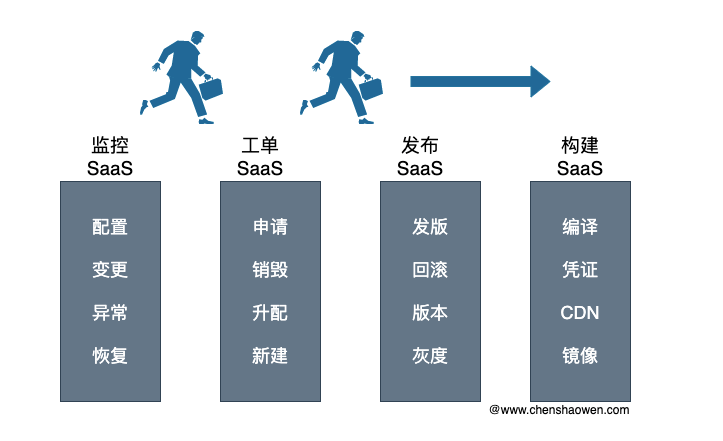 监控
SaaS
工单
SaaS
发布
SaaS
构建
SaaS
配置
变更
异常
恢复
申请
销毁
升配
新建
发版
回滚
版本
灰度
编译
凭证
CDN
镜像
@www.chenshaowen.com